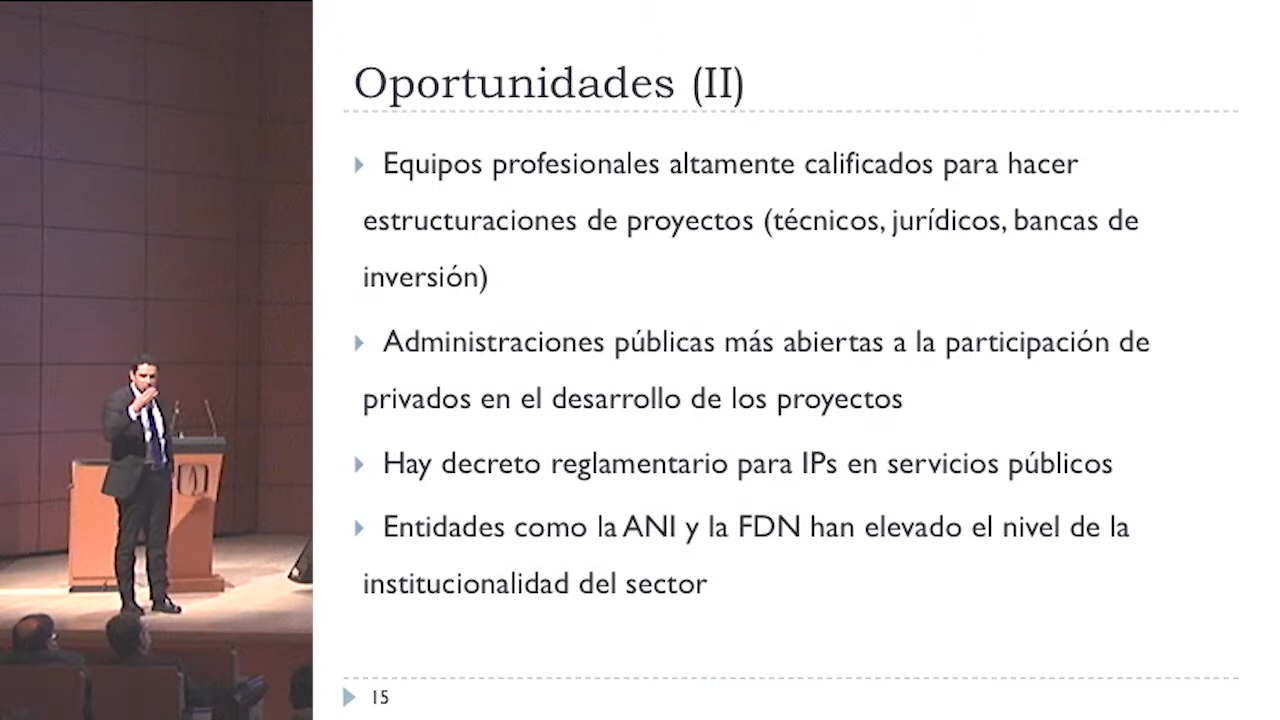 Oportunidades (II)
Equipos profesionales altamente calificados para hacer
estructuraciones de proyectos (técnicos, jurídicos, bancas de
inversión)
Administraciones públicas más abiertas a la participación de
privados en el desarrollo de los proyectos
Hay decreto reglamentario para IPs en servicios públicos
Entidades como la ANI y la FDN han elevado el nivel de la
institucionalidad del sector
15